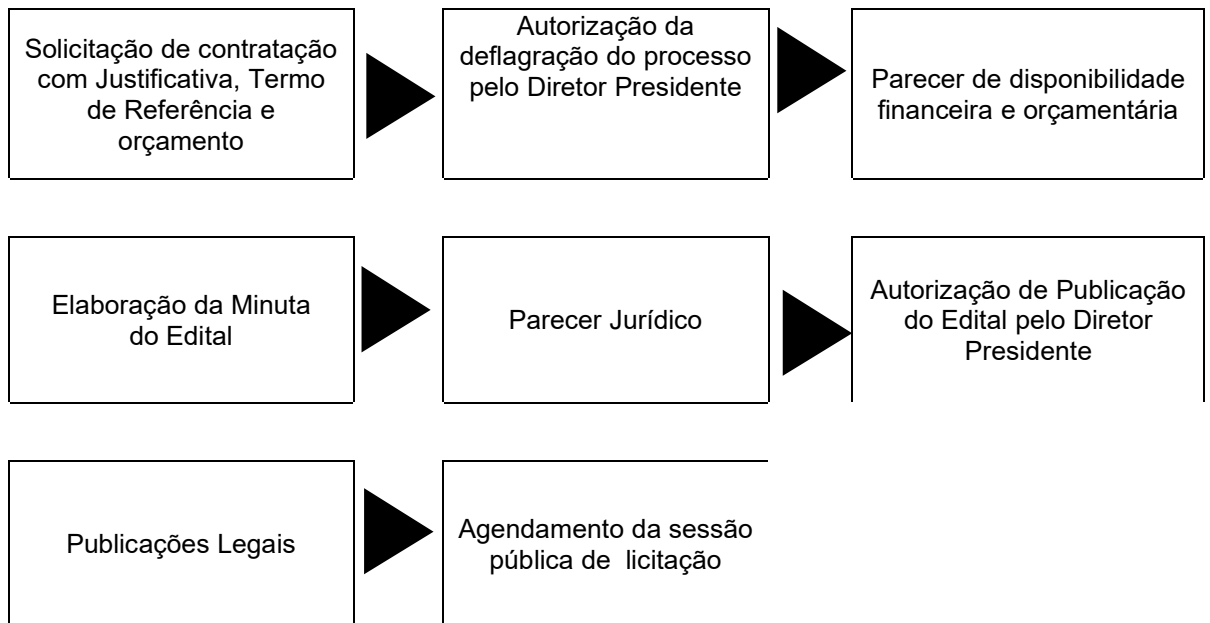 Solicitação de contratação
com Justificativa, Termo
de Referência e
orçamento
Autorização da
deflagração do processo
pelo Diretor Presidente
Parecer de disponibilidade
financeira e orçamentária
Elaboração da Minuta
do Edital
Parecer Jurídico
Autorização de Publicação
do Edital pelo Diretor
Presidente
Publicações Legais
Agendamento da sessão
pública de licitação